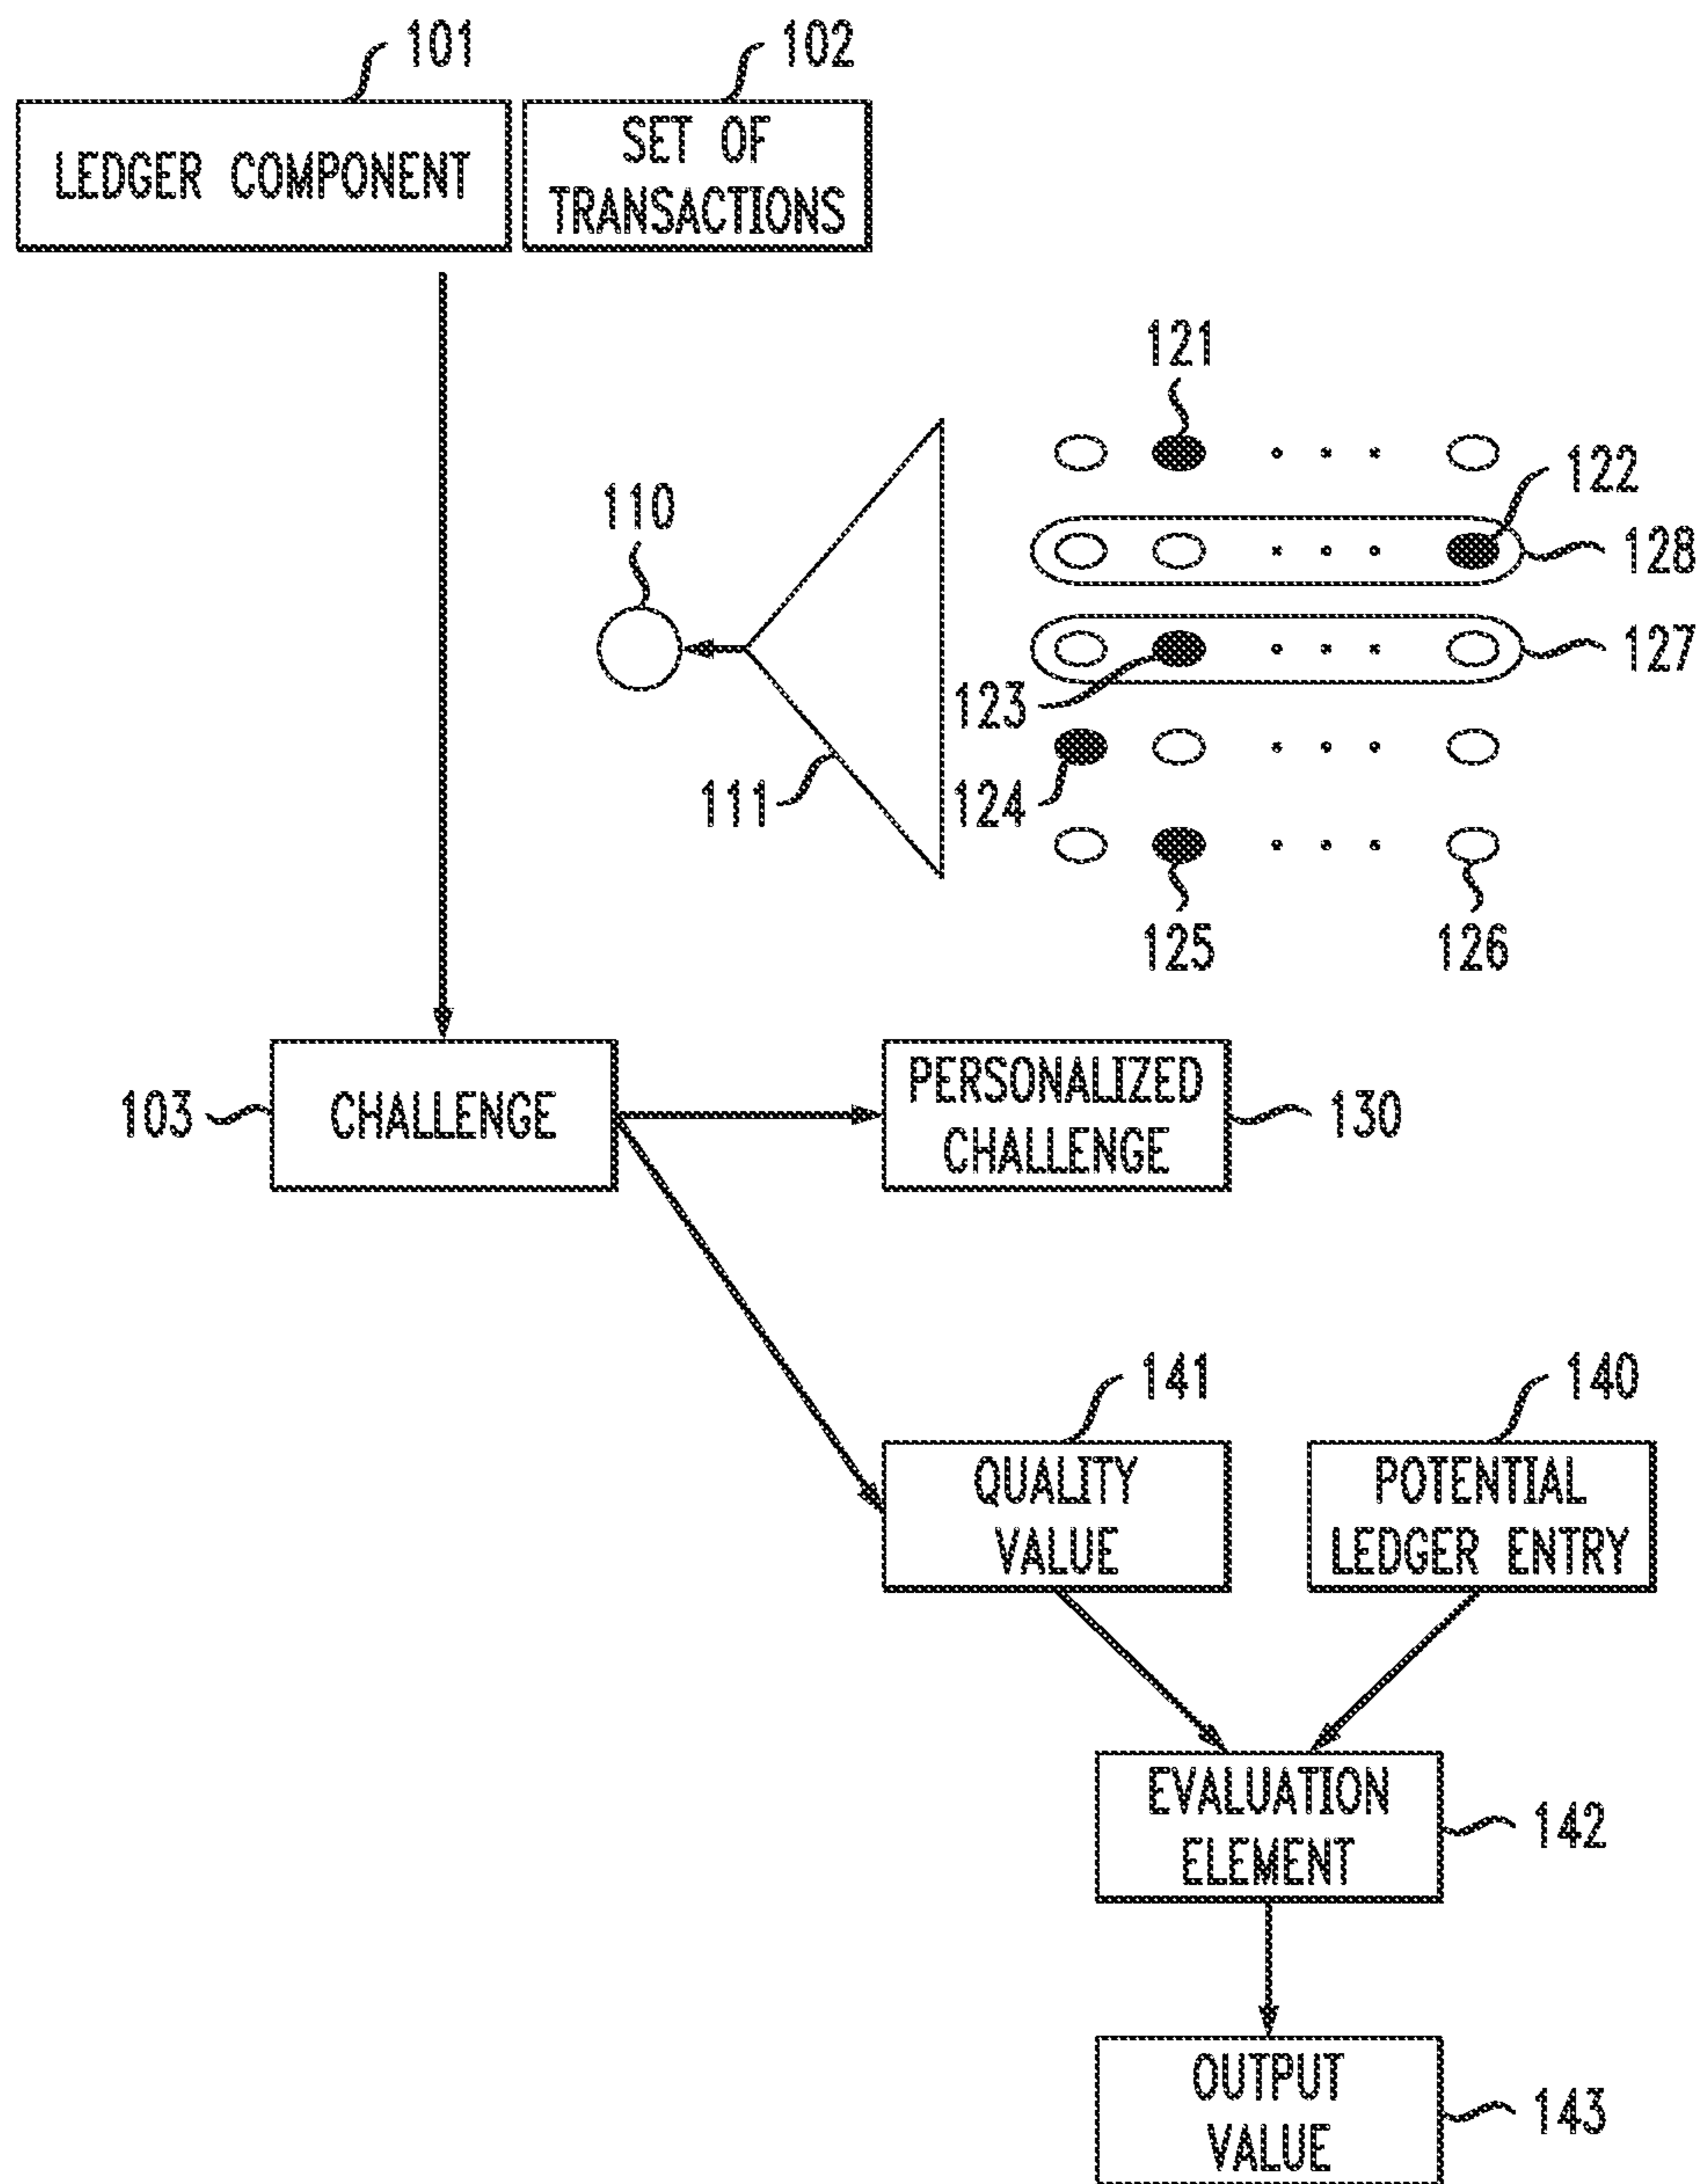 101
102
LEDGER COMPONENT
SET OF
TRANSACTIONS
121
122
110
128
127
123
111
124
125
126
103
CHALLENGE
PERSONALIZED
CHALLENGE
130
141
140
QUALITY
VALUE
POTENTIAL
LEDGER ENTRY
EVALUATION
ELEMENT
142
OUTPUT
VALUE
143